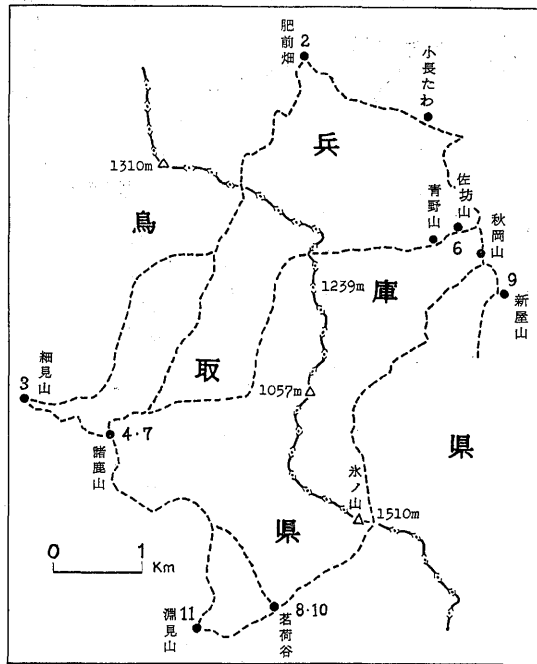 肥前畑
2
小長たわ
兵
1310m
鳥
青野山
佐坊山
6
秋岡山
庫
9
新屋山
1239m
取
3
細見山
1057m
4・7
諸鹿山
県
氷ノ山
1510m
県
0 1
Km
11
淵見山
8・10
茗荷谷